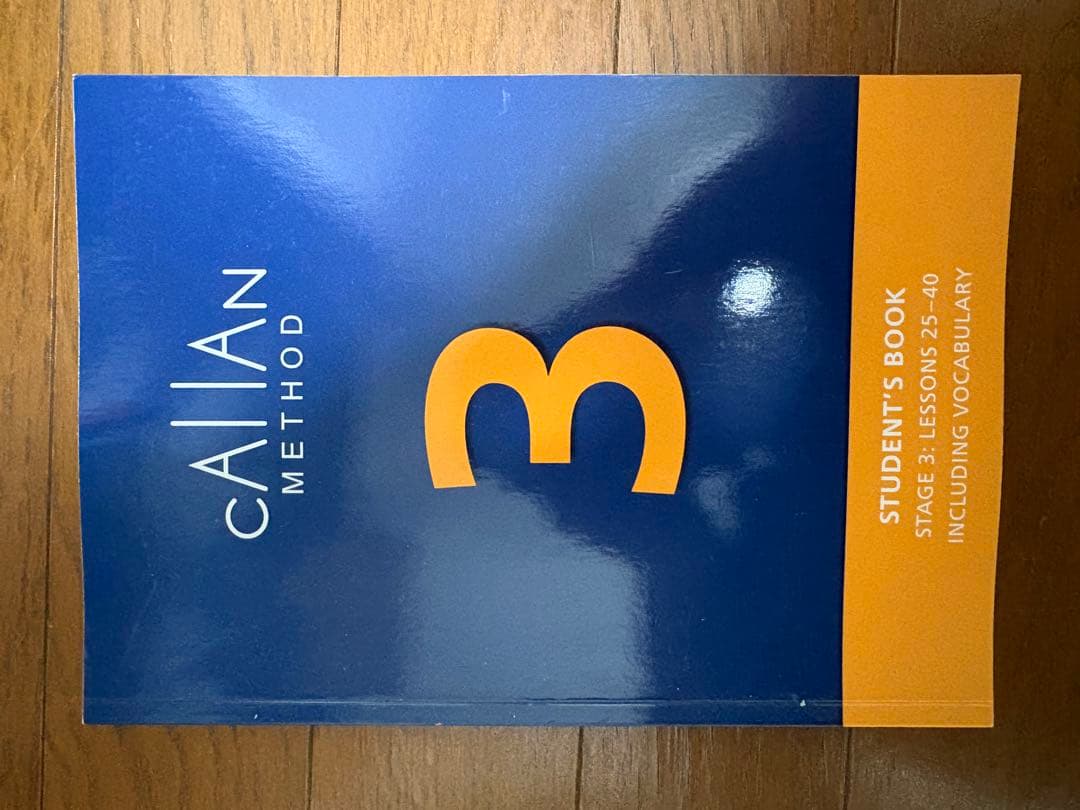 cAllAN
METHOD
3
STUDENT'S BOOK
STAGE 3: LESSONS 25–40
INCLUDING VOCABULARY